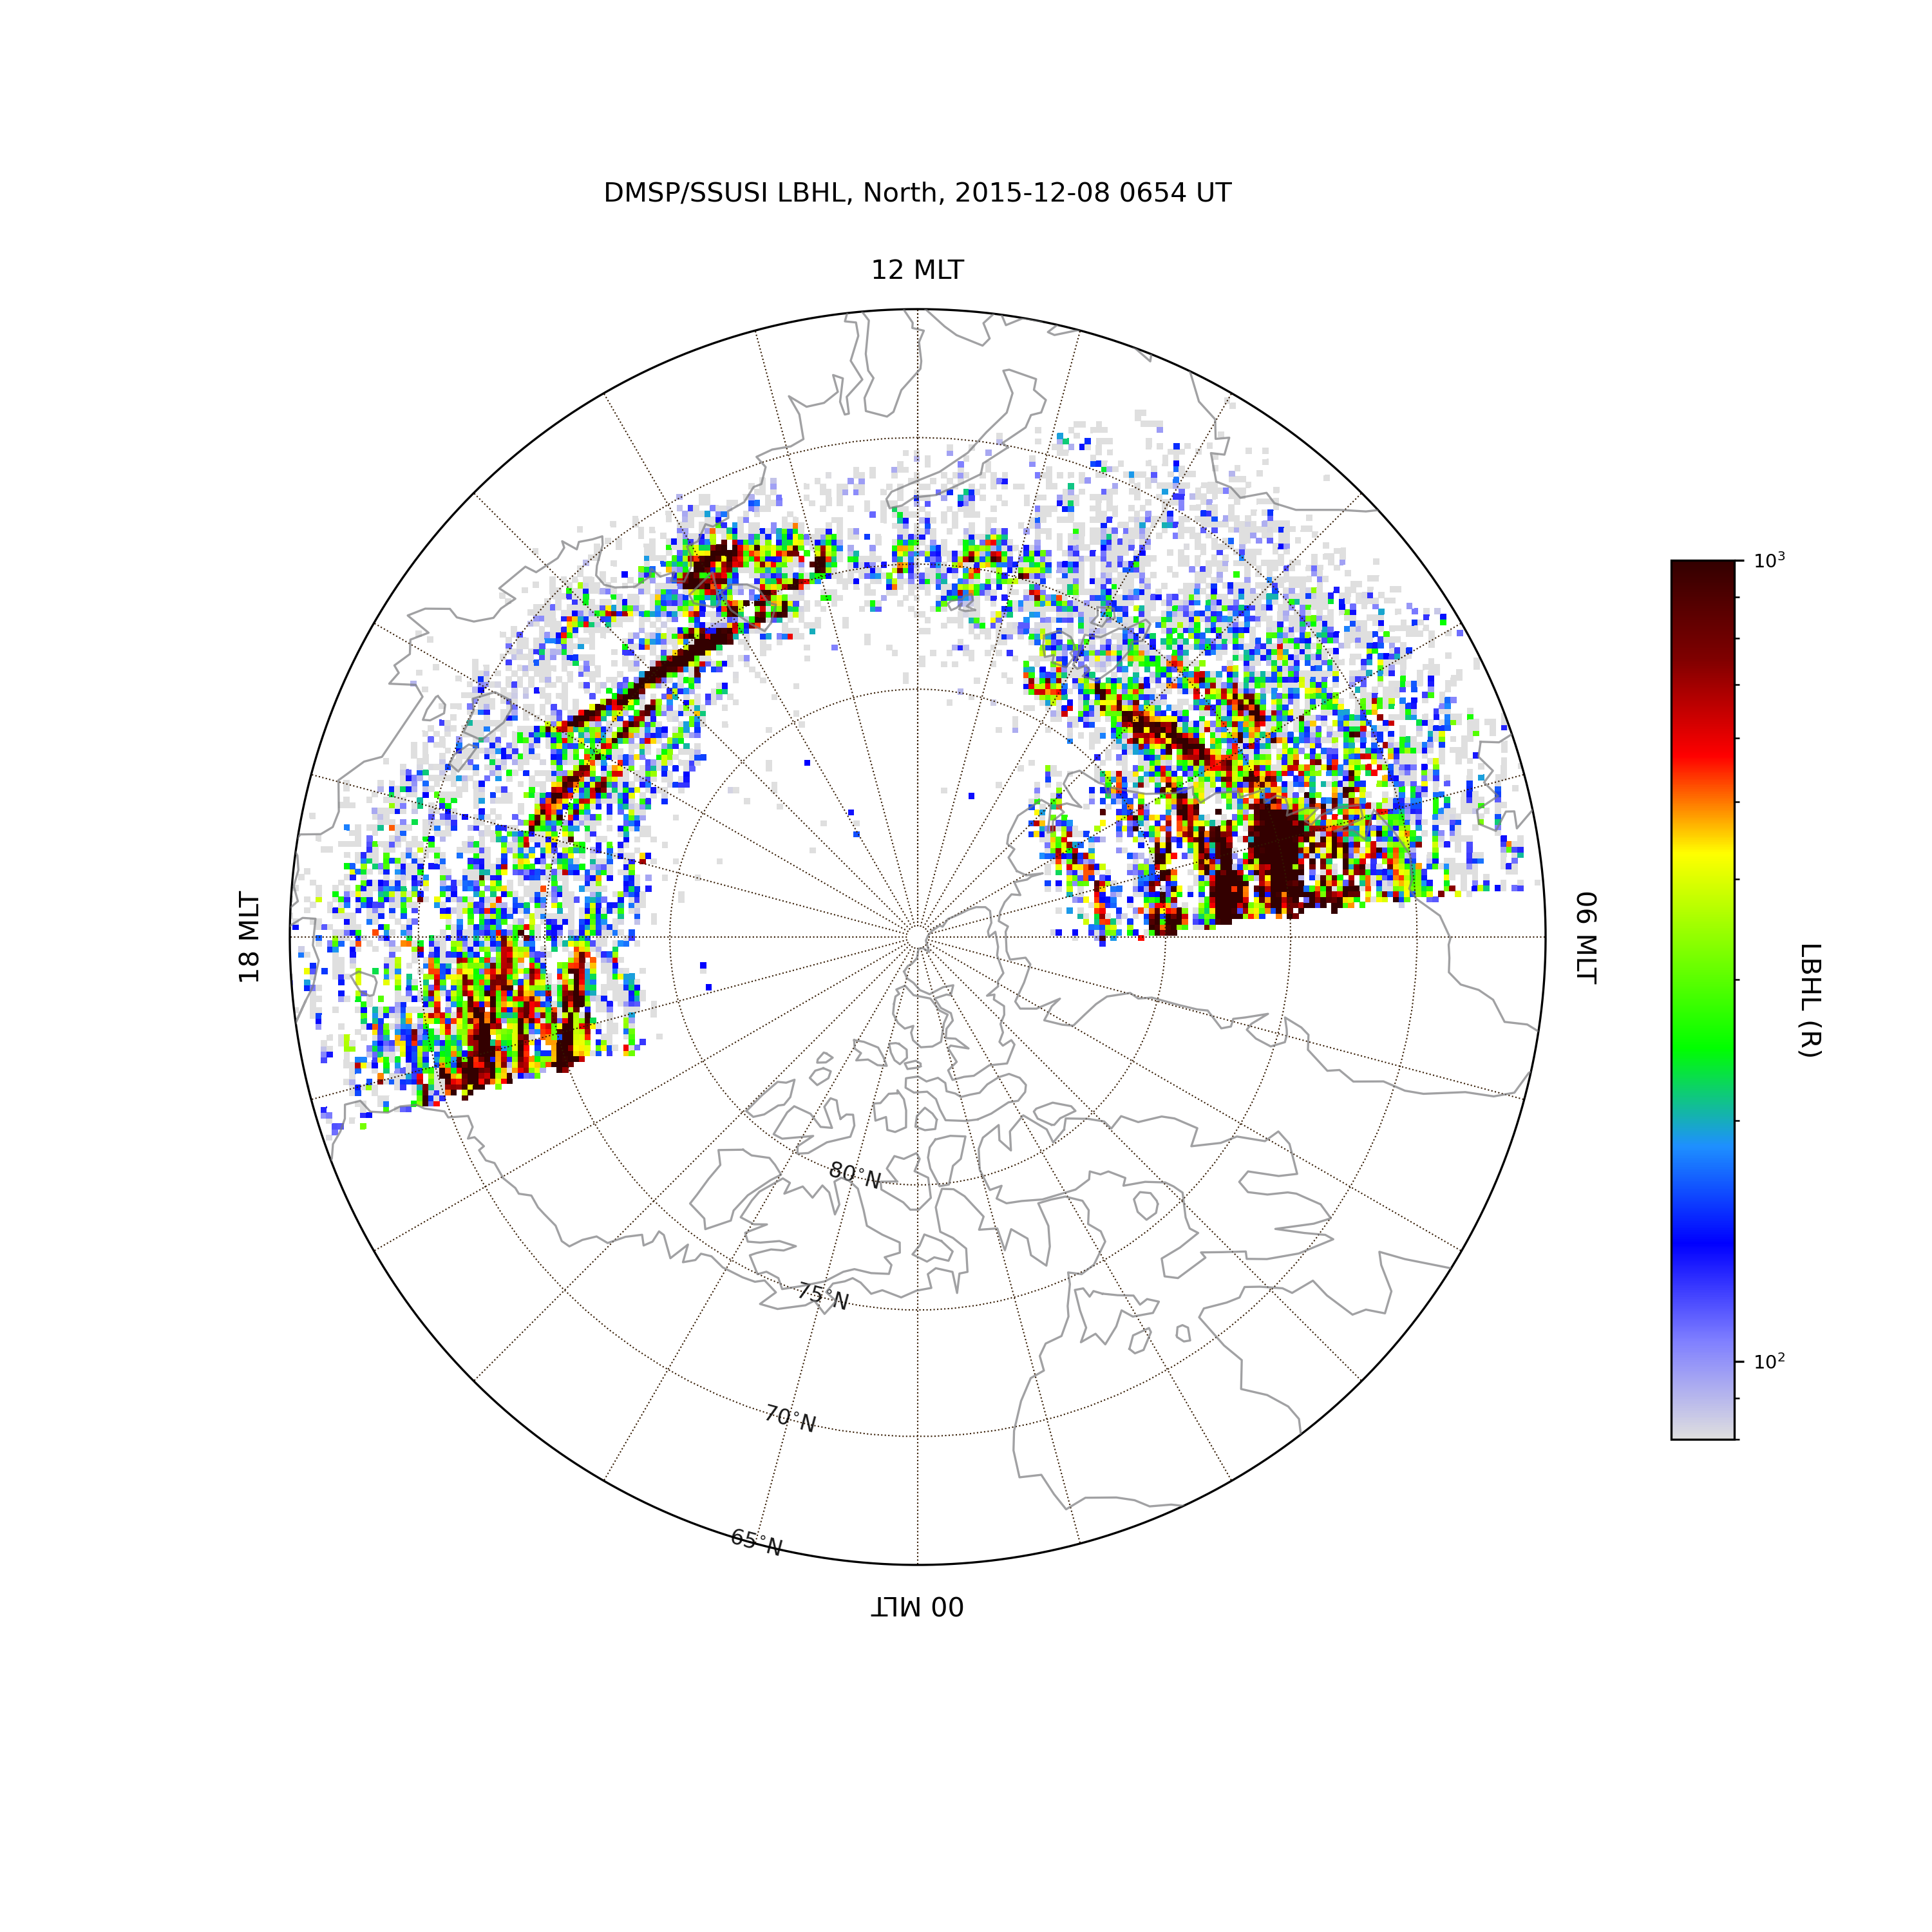 DMSP/SSUSI LBHL, North, 2015-12-08 0654 UT
12 MLT
10³
18 MLT
06 MLT
LBHL (R)
80°N
75°N
10²
70°N
65°N
00 MLT